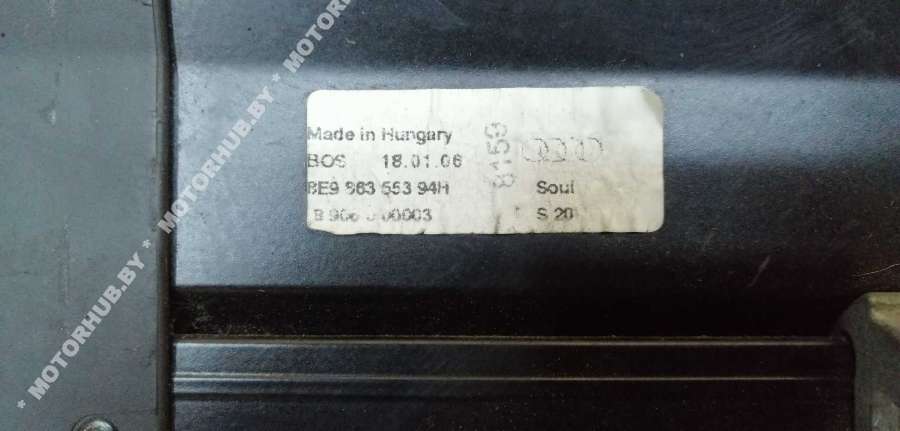 * MOTORHUB.BY * MOTORHUB.BY * MOTORHUB.BY
Made in Hungary
BOS 18.01.06
8E9 863 553 94H Soul
S 20